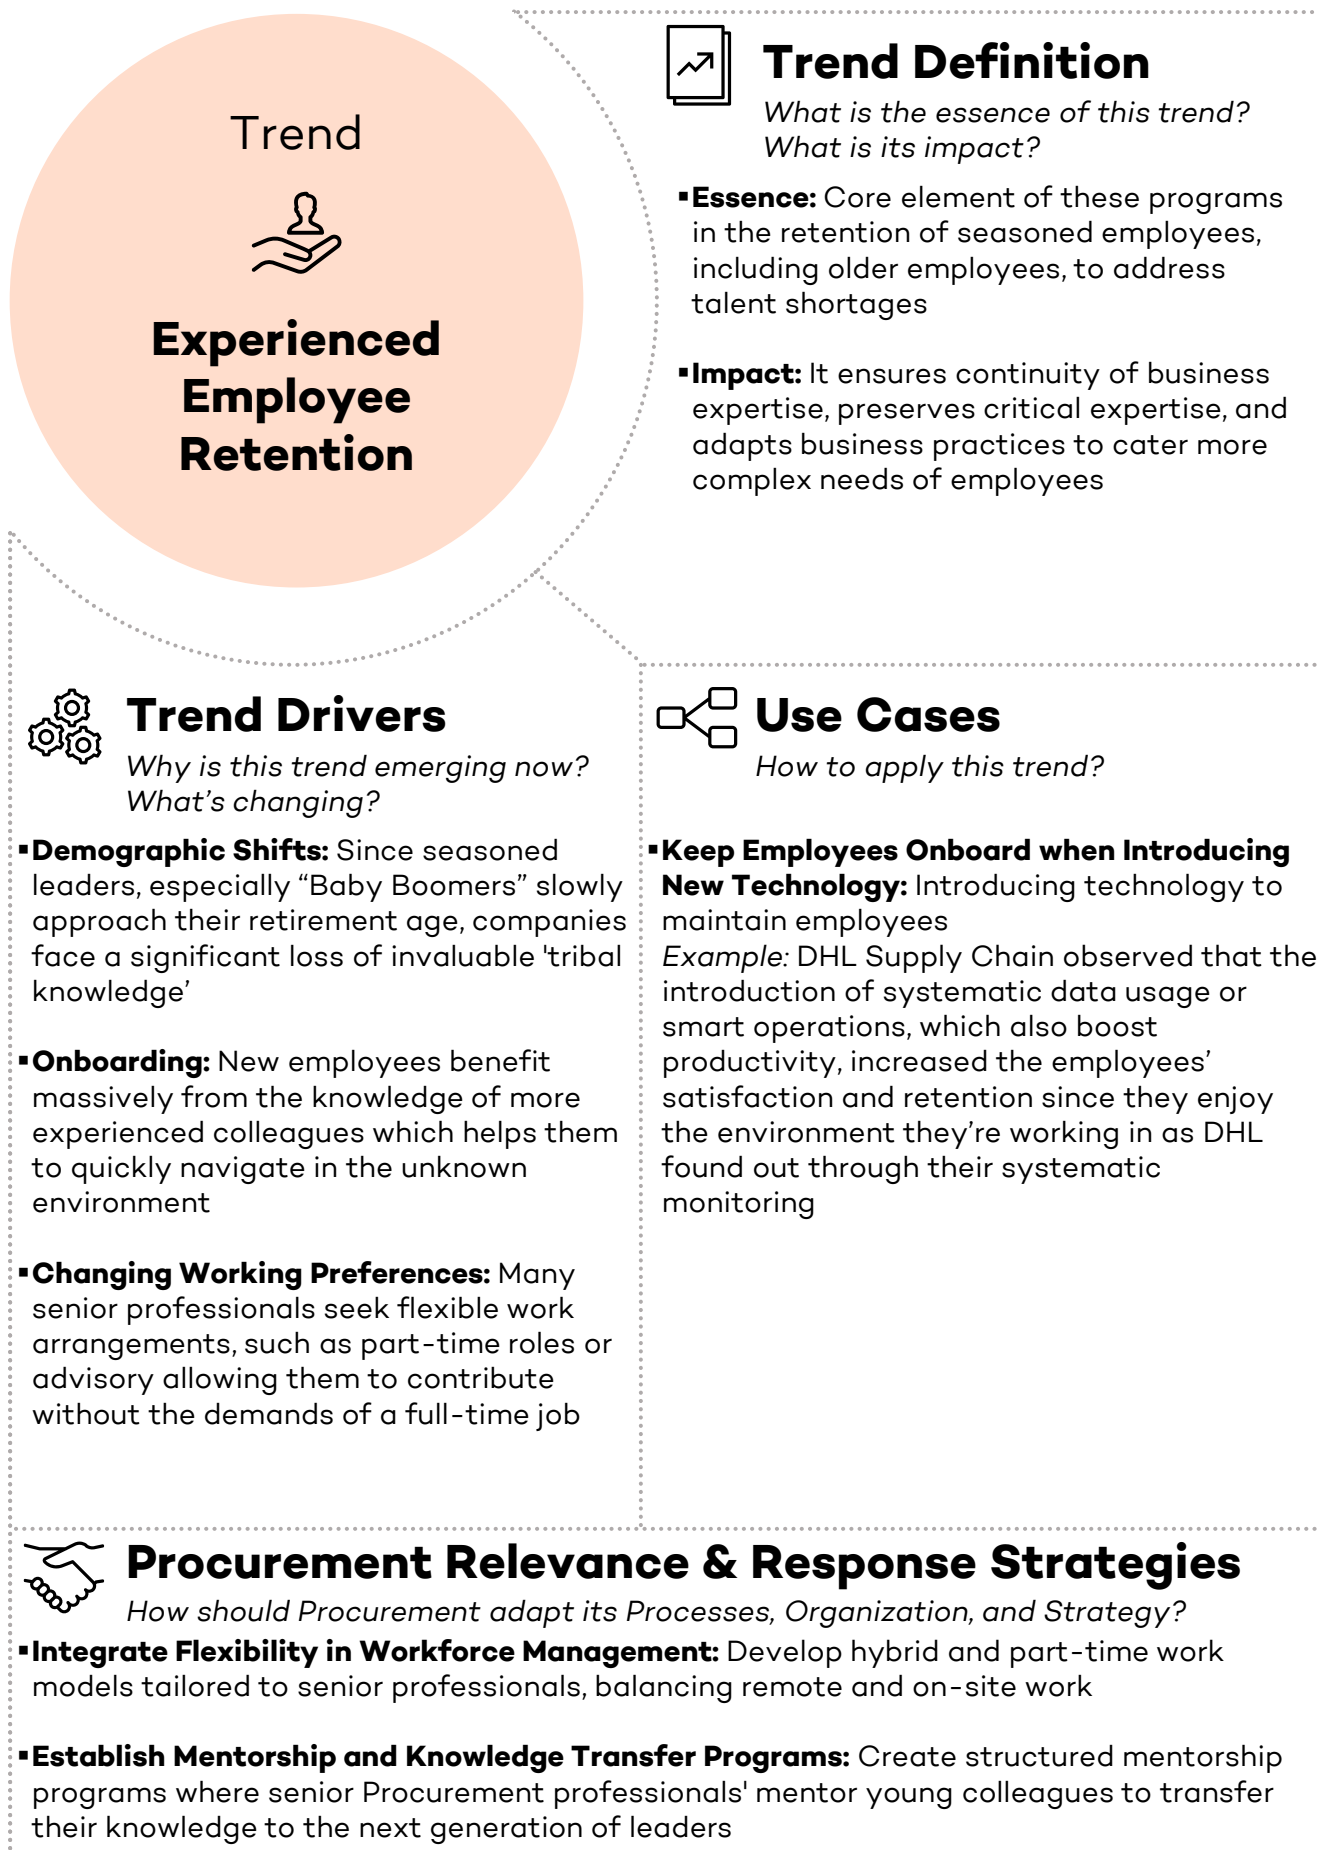 Trend
Experienced
Employee
Retention
Trend Definition
What is the essence of this trend?
What is its impact?
▪Essence: Core element of these programs
in the retention of seasoned employees,
including older employees, to address
talent shortages
▪Impact: It ensures continuity of business
expertise, preserves critical expertise, and
adapts business practices to cater more
complex needs of employees
Trend Drivers
Why is this trend emerging now?
What’s changing?
▪Demographic Shifts: Since seasoned
leaders, especially “Baby Boomers” slowly
approach their retirement age, companies
face a significant loss of invaluable 'tribal
knowledge’
▪Onboarding: New employees benefit
massively from the knowledge of more
experienced colleagues which helps them
to quickly navigate in the unknown
environment
▪Changing Working Preferences: Many
senior professionals seek flexible work
arrangements, such as part-time roles or
advisory allowing them to contribute
without the demands of a full-time job
Use Cases
How to apply this trend?
▪Keep Employees Onboard when Introducing
New Technology: Introducing technology to
maintain employees
Example: DHL Supply Chain observed that the
introduction of systematic data usage or
smart operations, which also boost
productivity, increased the employees’
satisfaction and retention since they enjoy
the environment they’re working in as DHL
found out through their systematic
monitoring
Procurement Relevance & Response Strategies
How should Procurement adapt its Processes, Organization, and Strategy?
▪Integrate Flexibility in Workforce Management: Develop hybrid and part-time work
models tailored to senior professionals, balancing remote and on-site work
▪Establish Mentorship and Knowledge Transfer Programs: Create structured mentorship
programs where senior Procurement professionals' mentor young colleagues to transfer
their knowledge to the next generation of leaders